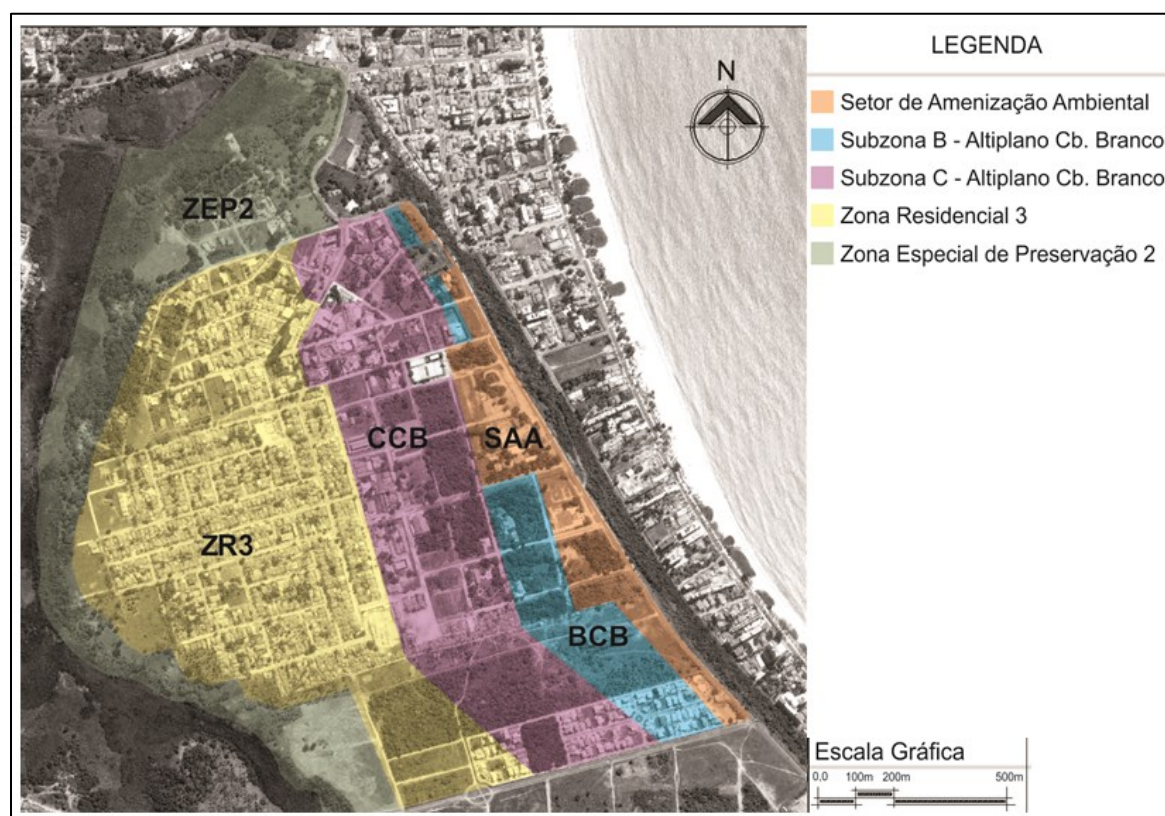 LEGENDA
Setor de Amenização Ambiental
Subzona B - Altiplano Cb. Branco
Subzona C - Altiplano Cb. Branco
Zona Residencial 3
Zona Especial de Preservação 2
N
ZEP2
CCB
SAA
ZR3
BCB
Escala Gráfica
0,0 100m 200m 500m